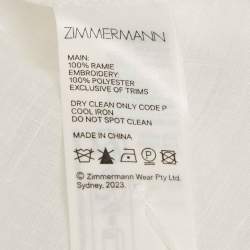 ZIMMERMANN
MAIN:
100% RAMIE
EMBROIDERY:
100% POLYESTER
EXCLUSIVE OF TRIMS
DRY CLEAN ONLY CODE P
COOL IRON
DO NOT SPOT CLEAN
MADE IN CHINA
P
© Zimmermann Wear Pty Ltd.
Sydney, 2023.